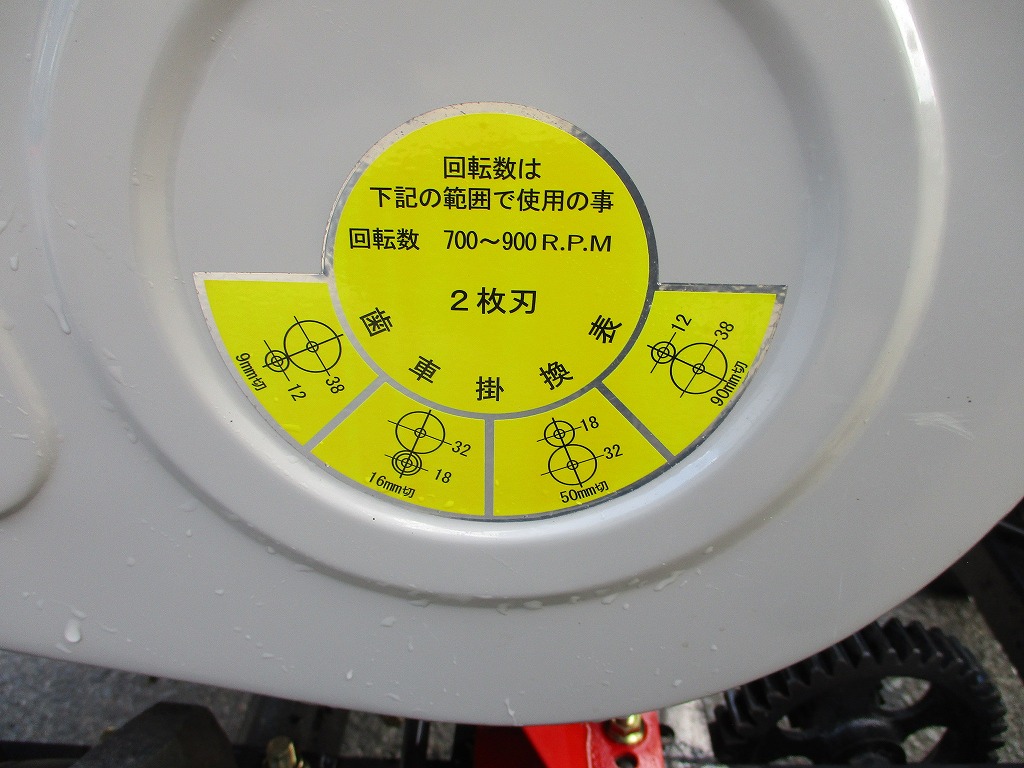 回転数は
下記の範囲で使用の事
回転数 700～900R.P.M
2枚刃
歯車掛換表
9mm切
12
38
16mm切
32
18
50mm切
18
32
90mm切
12
38